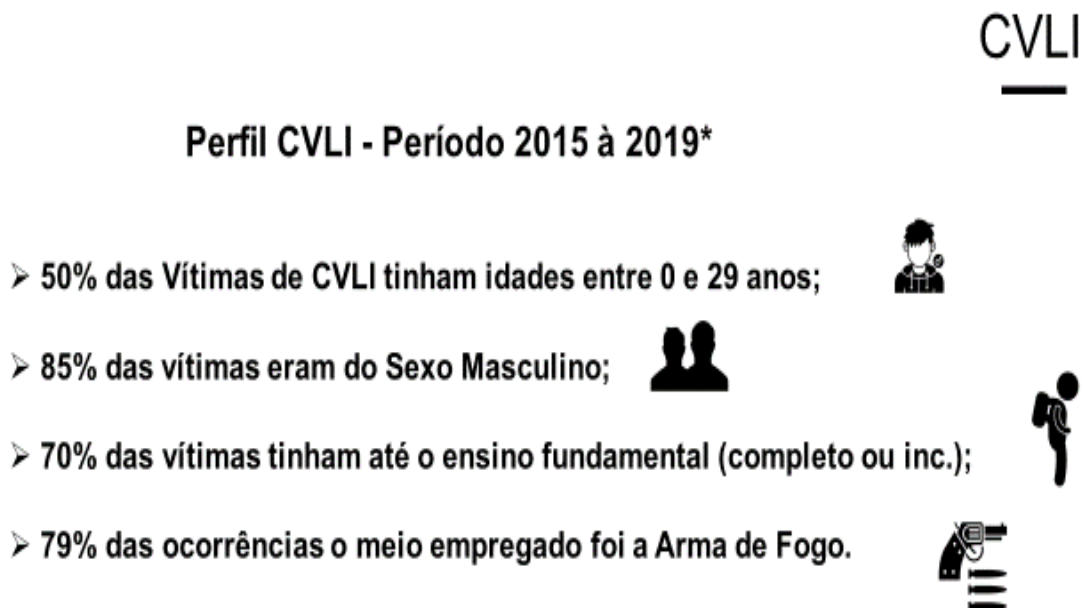 CVLI
Perfil CVLI - Período 2015 à 2019*
➢ 50% das Vítimas de CVLI tinham idades entre 0 e 29 anos;
➢ 85% das vítimas eram do Sexo Masculino;
➢ 70% das vítimas tinham até o ensino fundamental (completo ou inc.);
➢ 79% das ocorrências o meio empregado foi a Arma de Fogo.